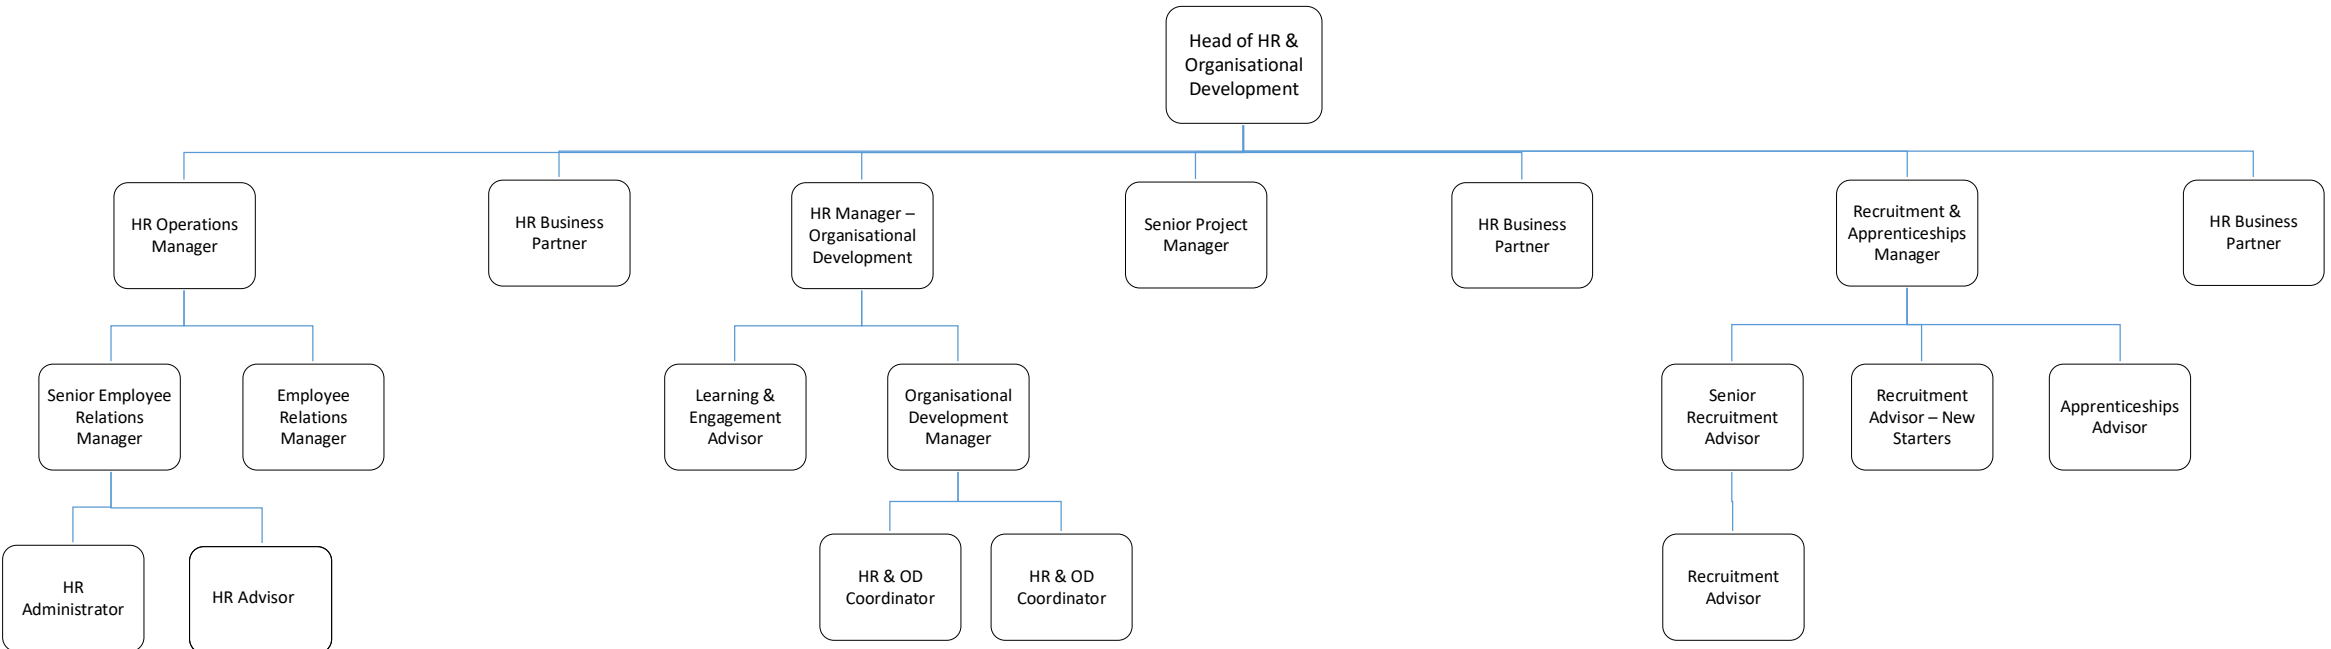 Head of HR &
Organisational
Development
HR Operations
Manager
HR Business
Partner
HR Manager –
Organisational
Development
Senior Project
Manager
HR Business
Partner
Recruitment &
Apprenticeships
Manager
HR Business
Partner
Senior Employee
Relations
Manager
Employee
Relations
Manager
Learning &
Engagement
Advisor
Organisational
Development
Manager
Senior
Recruitment
Advisor
Recruitment
Advisor – New
Starters
Apprenticeships
Advisor
HR
Administrator
HR Advisor
HR & OD
Coordinator
HR & OD
Coordinator
Recruitment
Advisor